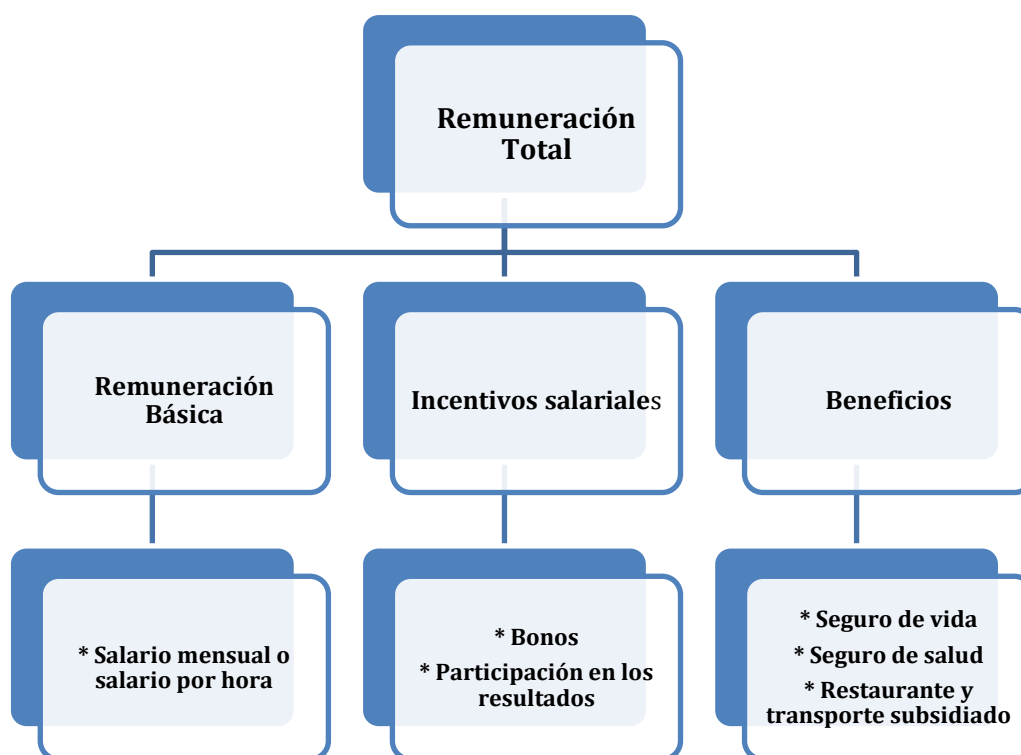 Remuneración
Total
Remuneración
Básica
Incentivos salariales
Beneficios
* Salario mensual o
salario por hora
* Bonos
* Participación en los
resultados
* Seguro de vida
* Seguro de salud
* Restaurante y
transporte subsidiado